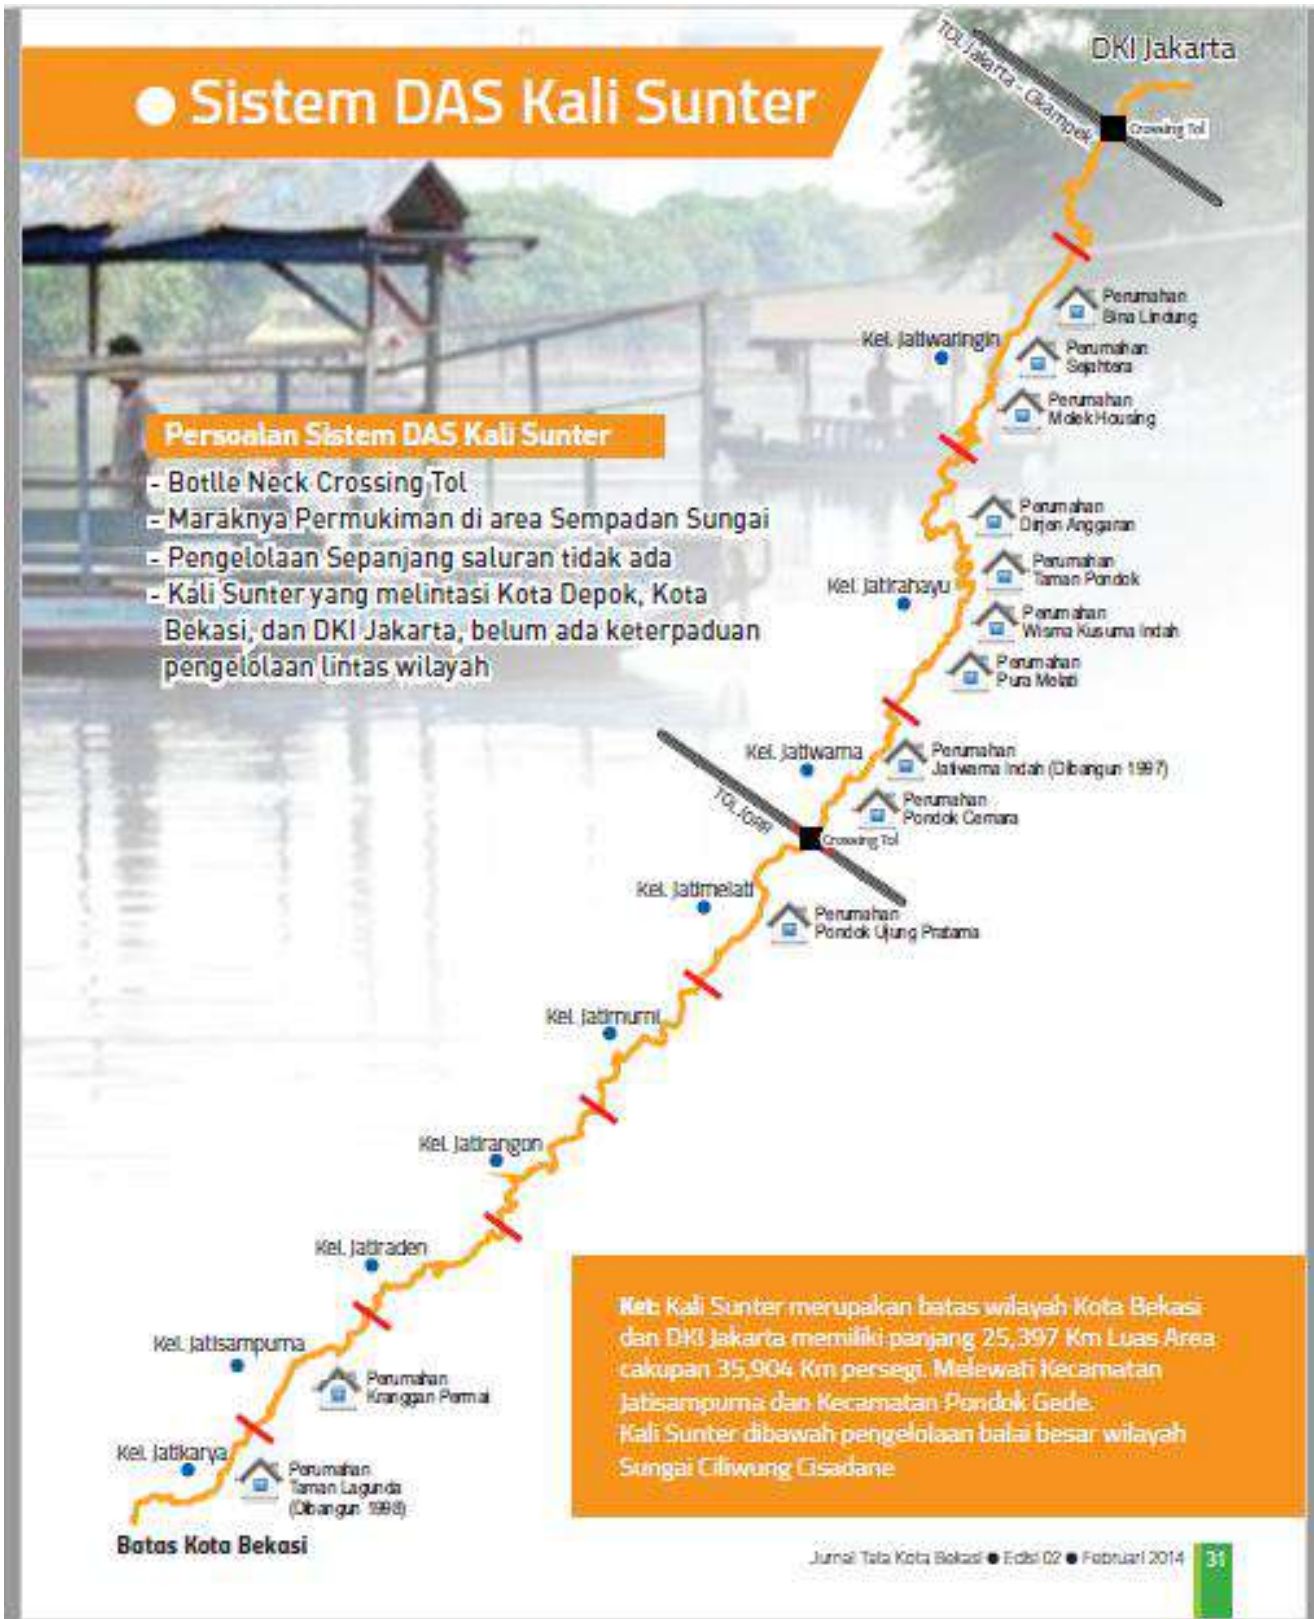 Sistem DAS Kali Sunter
DKI Jakarta
TOL Jakarta - Cikampek
Crossing Tol
Perumahan
Bina Lindung
Kel. Jatiwaringin
Perumahan
Sejahtera
Perumahan
Molek Housing
Persoalan Sistem DAS Kali Sunter
- Botlle Neck Crossing Tol
- Maraknya Permukiman di area Sempadan Sungai
- Pengelolaan Sepanjang saluran tidak ada
- Kali Sunter yang melintasi Kota Depok, Kota
Bekasi, dan DKI Jakarta, belum ada keterpaduan
pengelolaan lintas wilayah
Perumahan
Dirjen Anggaran
Perumahan
Taman Pondok
Kel. Jatirahayu
Perumahan
Wisma Kusuma Indah
Perumahan
Pura Melati
Kel. Jatiwarna
Perumahan
Jatiwarna Indah (Dibangun 1997)
Perumahan
Pondok Cemara
TOL JORR
Crossing Tol
Kel. Jatimelati
Perumahan
Pondok Ujung Pratama
Kel. Jatimurni
Kel. Jatirangon
Kel. Jatiraden
Kel. Jatisampurna
Perumahan
Kranggan Permai
Kel. Jatikarya
Perumahan
Taman Lagunda
(Dibangun 1998)
Batas Kota Bekasi
Ket: Kali Sunter merupakan batas wilayah Kota Bekasi
dan DKI Jakarta memiliki panjang 25,397 Km Luas Area
cakupan 35,904 Km persegi. Melewati Kecamatan
Jatisampurna dan Kecamatan Pondok Gede.
Kali Sunter dibawah pengelolaan balai besar wilayah
Sungai Ciliwung Cisadane
Jurnal Tata Kota Bekasi ● Edisi 02 ● Februari 2014 31